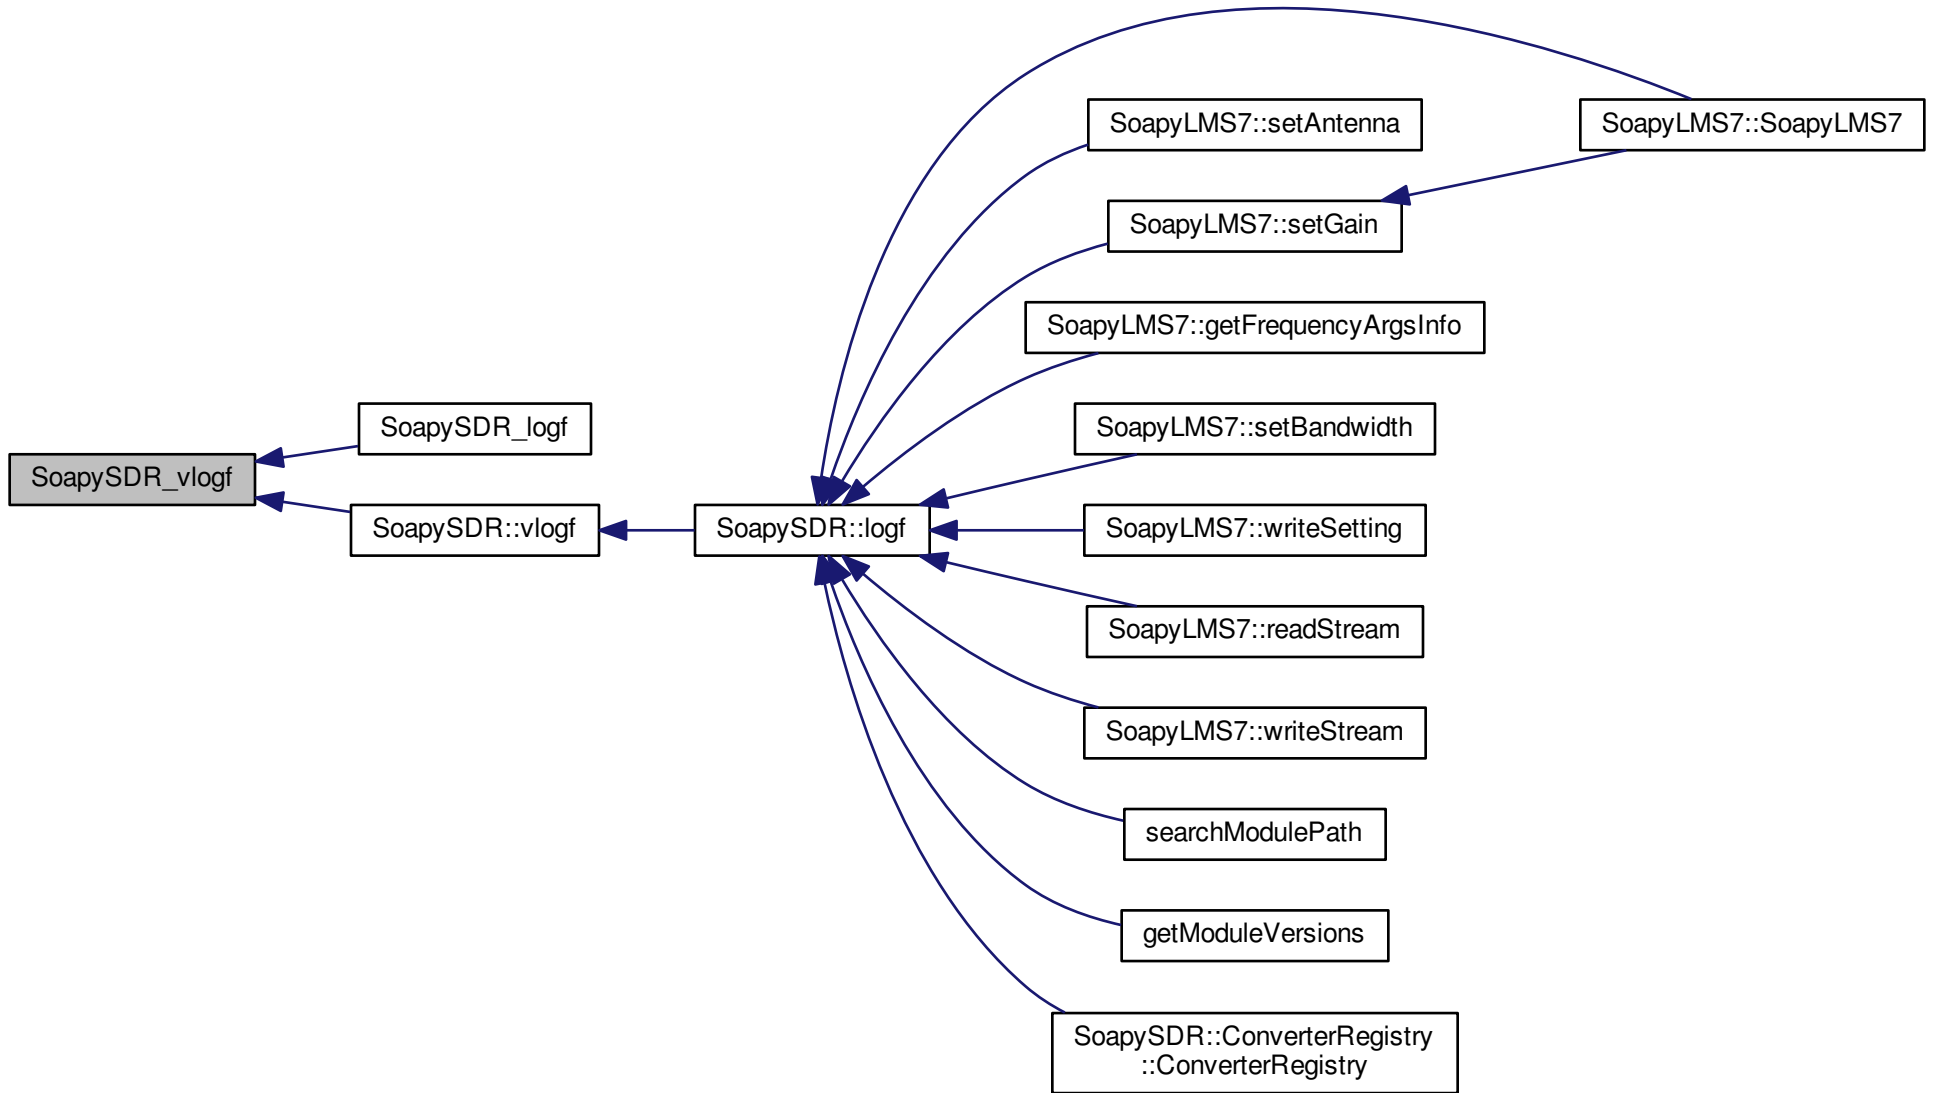 SoapyLMS7::setAntenna
SoapyLMS7::SoapyLMS7
SoapyLMS7::setGain
SoapyLMS7::getFrequencyArgsInfo
SoapySDR_logf
SoapyLMS7::setBandwidth
SoapySDR_vlogf
SoapySDR::vlogf
SoapySDR::logf
SoapyLMS7::writeSetting
SoapyLMS7::readStream
SoapyLMS7::writeStream
searchModulePath
getModuleVersions
SoapySDR::ConverterRegistry
::ConverterRegistry